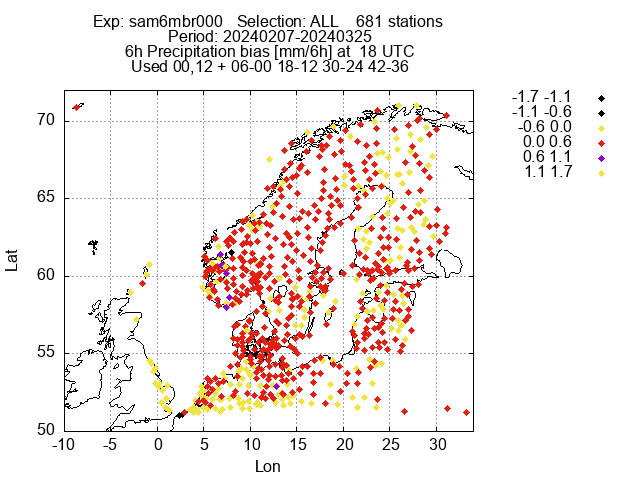 Exp: sam6mbr000 Selection: ALL 681 stations
Period: 20240207-20240325
6h Precipitation bias [mm/6h] at 18 UTC
Used 00,12 + 06-00 18-12 30-24 42-36
-1.7 -1.1
-1.1 -0.6
-0.6 0.0
0.0 0.6
0.6 1.1
1.1 1.7
70
65
60
55
50
Lat
-10 -5 0 5 10 15 20 25 30
Lon